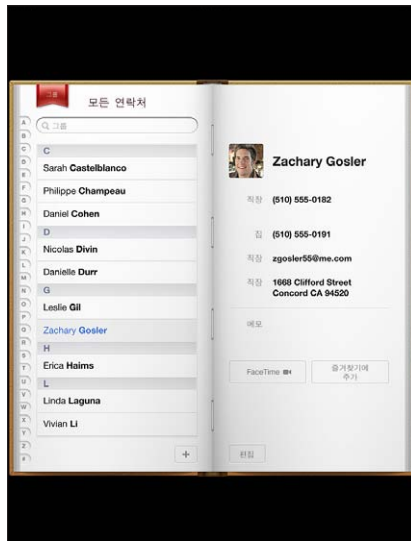 그룹
모든 연락처
그룹
A
B
C
D
E
F
G
H
I
J
K
L
M
N
O
P
Q
R
S
T
U
V
W
X
Y
Z
#
C
Sarah Castelblanco
Philippe Champeau
Daniel Cohen
D
Nicolas Divin
Danielle Durr
G
Leslie Gil
Zachary Gosler
H
Erica Haims
L
Linda Laguna
Vivian Li
+
Zachary Gosler
직장 (510) 555-0182
집 (510) 555-0191
직장 zgosler55@me.com
직장 1668 Clifford Street
Concord CA 94520
메모
FaceTime
즐겨찾기에
추가
편집